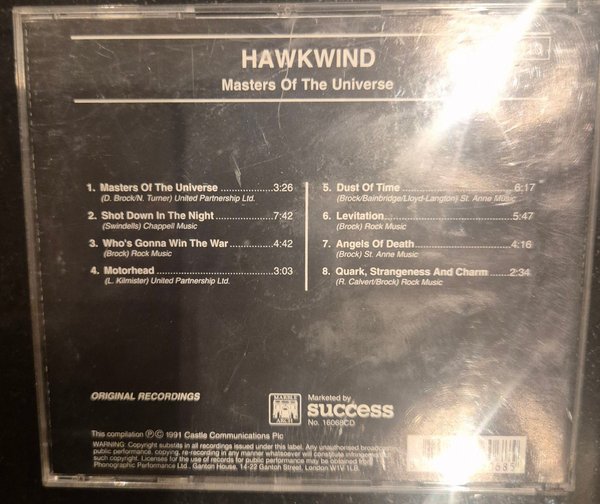 HAWKWIND
Masters Of The Universe
1. Masters Of The Universe ...................3:26
(D. Brock/N. Turner) United Partnership Ltd.
2. Shot Down In The Night ...................7:42
(Swindells) Chappell Music
3. Who's Gonna Win The War ...............4:42
(Brock) Rock Music
4. Motorhead ........................................3:03
(L. Kilmister) United Partnership Ltd.
5. Dust Of Time ...............................6:17
(Brock/Bainbridge/Lloyd-Langton) St. Anne Music
6. Levitation......................................5:47
(Brock) Rock Music
7. Angels Of Death ...........................4:16
(Brock) St. Anne Music
8. Quark, Strangeness And Charm .....2:34
(R. Calvert/Brock) Rock Music
ORIGINAL RECORDINGS
MARBLE
ARCH
Marketed by
success
No. 16068CD
This compilation ℗© 1991 Castle Communications Plc
WARNING: Copyright subsists in all recordings issued under this label. Any unauthorised broadcast
public performance, copying, re-recording in any manner whatsoever will constitute infringement
such copyright. Licenses for the use of records for public performance may be obtained from
Phonographic Performance Ltd., Ganton House, 14-22 Ganton Street, London W1V 1LB